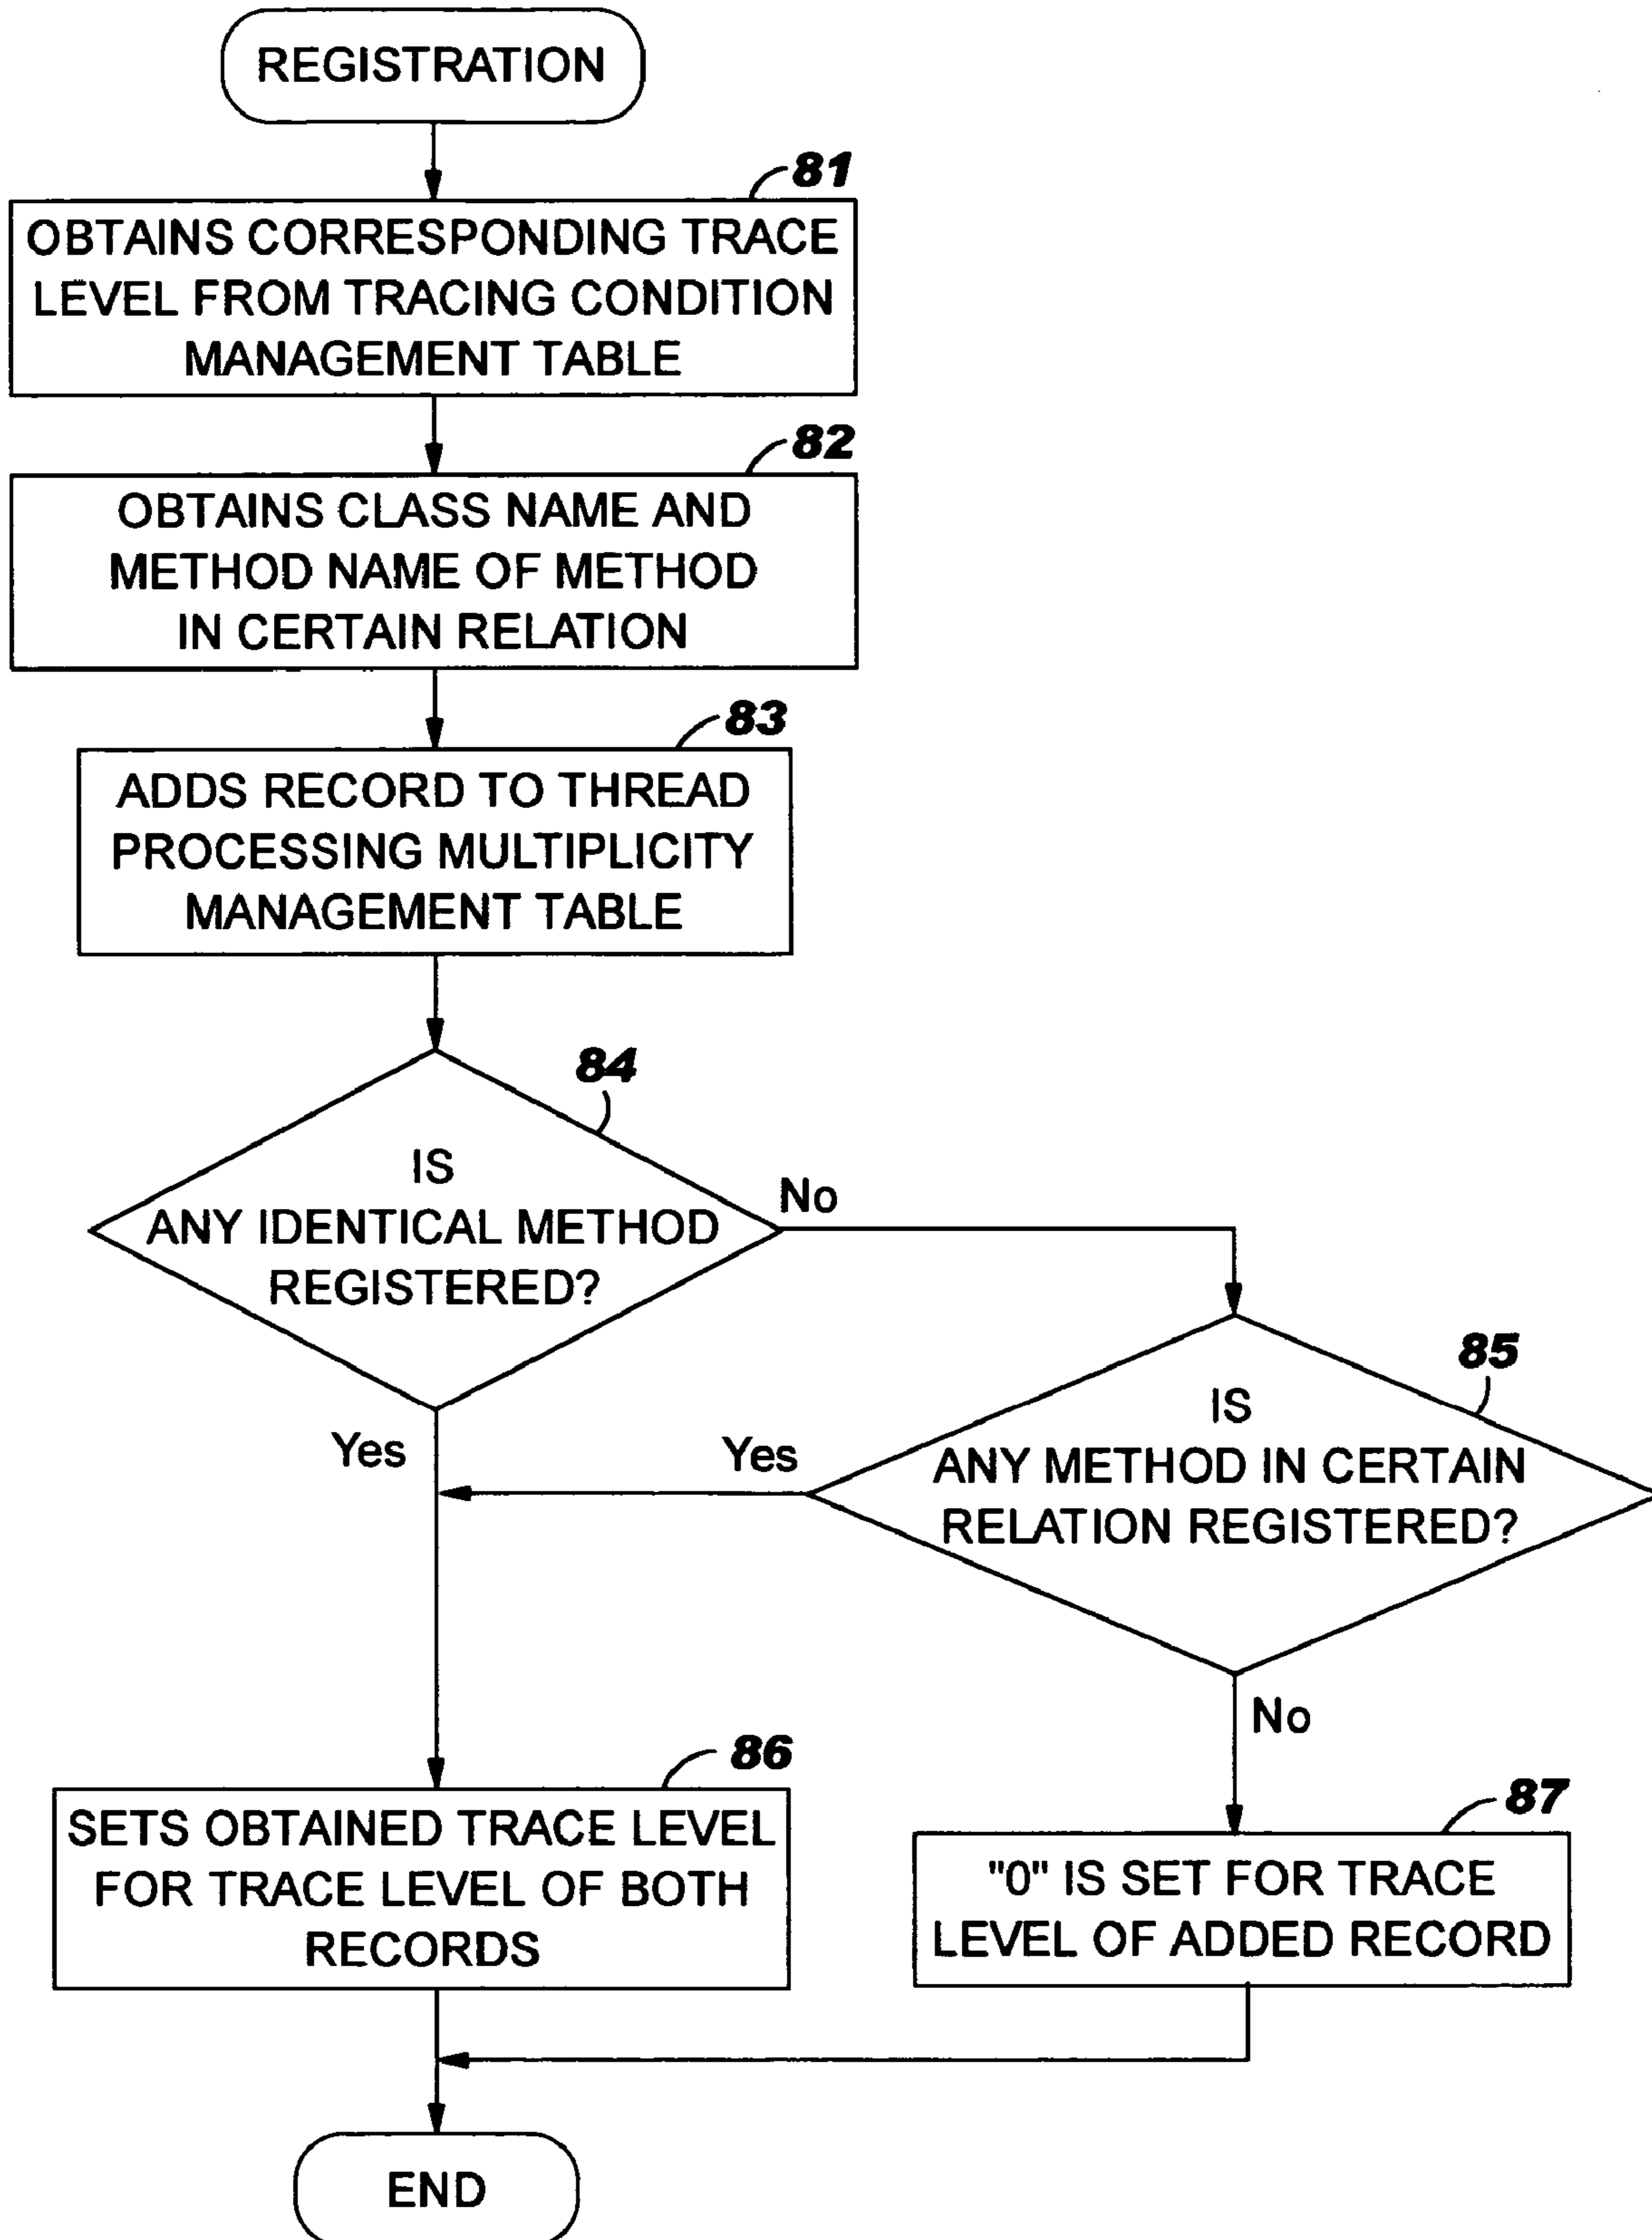 REGISTRATION
81
OBTAINS CORRESPONDING TRACE
LEVEL FROM TRACING CONDITION
MANAGEMENT TABLE
82
OBTAINS CLASS NAME AND
METHOD NAME OF METHOD
IN CERTAIN RELATION
83
ADDS RECORD TO THREAD
PROCESSING MULTIPLICITY
MANAGEMENT TABLE
84
IS
ANY IDENTICAL METHOD
REGISTERED?
No
Yes
85
IS
ANY METHOD IN CERTAIN
RELATION REGISTERED?
Yes
No
86
SETS OBTAINED TRACE LEVEL
FOR TRACE LEVEL OF BOTH
RECORDS
87
"0" IS SET FOR TRACE
LEVEL OF ADDED RECORD
END